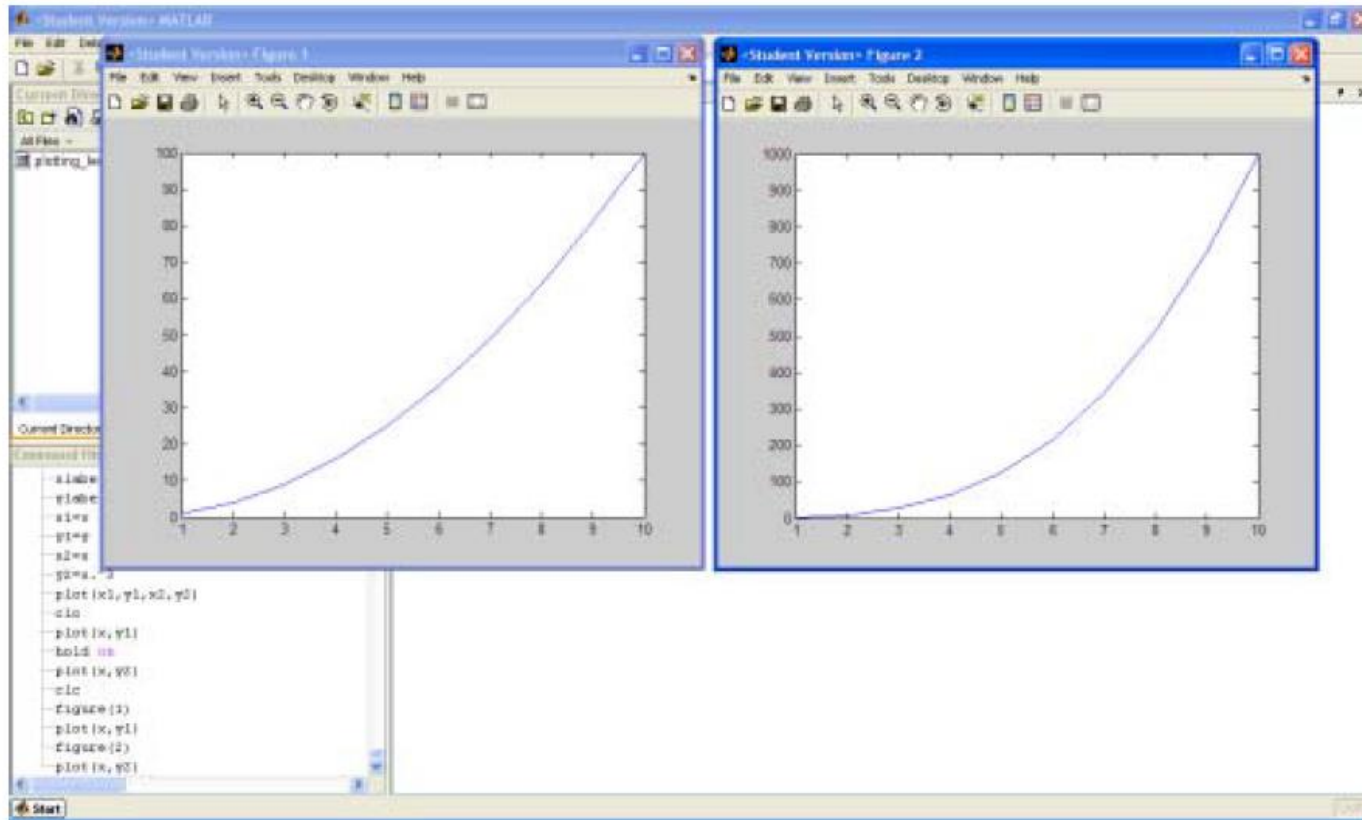 <Student Version> MATLAB
File Edit
<Student Version> Figure 1
File Edit View Insert Tools Desktop Window Help
<Student Version> Figure 2
File Edit View Insert Tools Desktop Window Help
All Files
Current Director
100
90
80
70
60
50
40
30
20
10
0
1 2 3 4 5 6 7 8 9 10
1000
900
800
700
600
500
400
300
200
100
0
1 2 3 4 5 6 7 8 9 10
plot(x1,y1,x2,y2)
clc
plot(x,y1)
hold on
plot(x,y2)
clc
figure(1)
plot(x,y1)
figure(2)
plot(x,y2)
Start